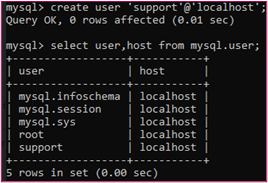 mysql> create user 'support'@'localhost';
Query OK, 0 rows affected (0.01 sec)

mysql> select user,host from mysql.user;
+------------------+-----------+
| user             | host      |
+------------------+-----------+
| mysql.infoschema | localhost |
| mysql.session    | localhost |
| mysql.sys        | localhost |
| root             | localhost |
| support          | localhost |
+------------------+-----------+
5 rows in set (0.00 sec)